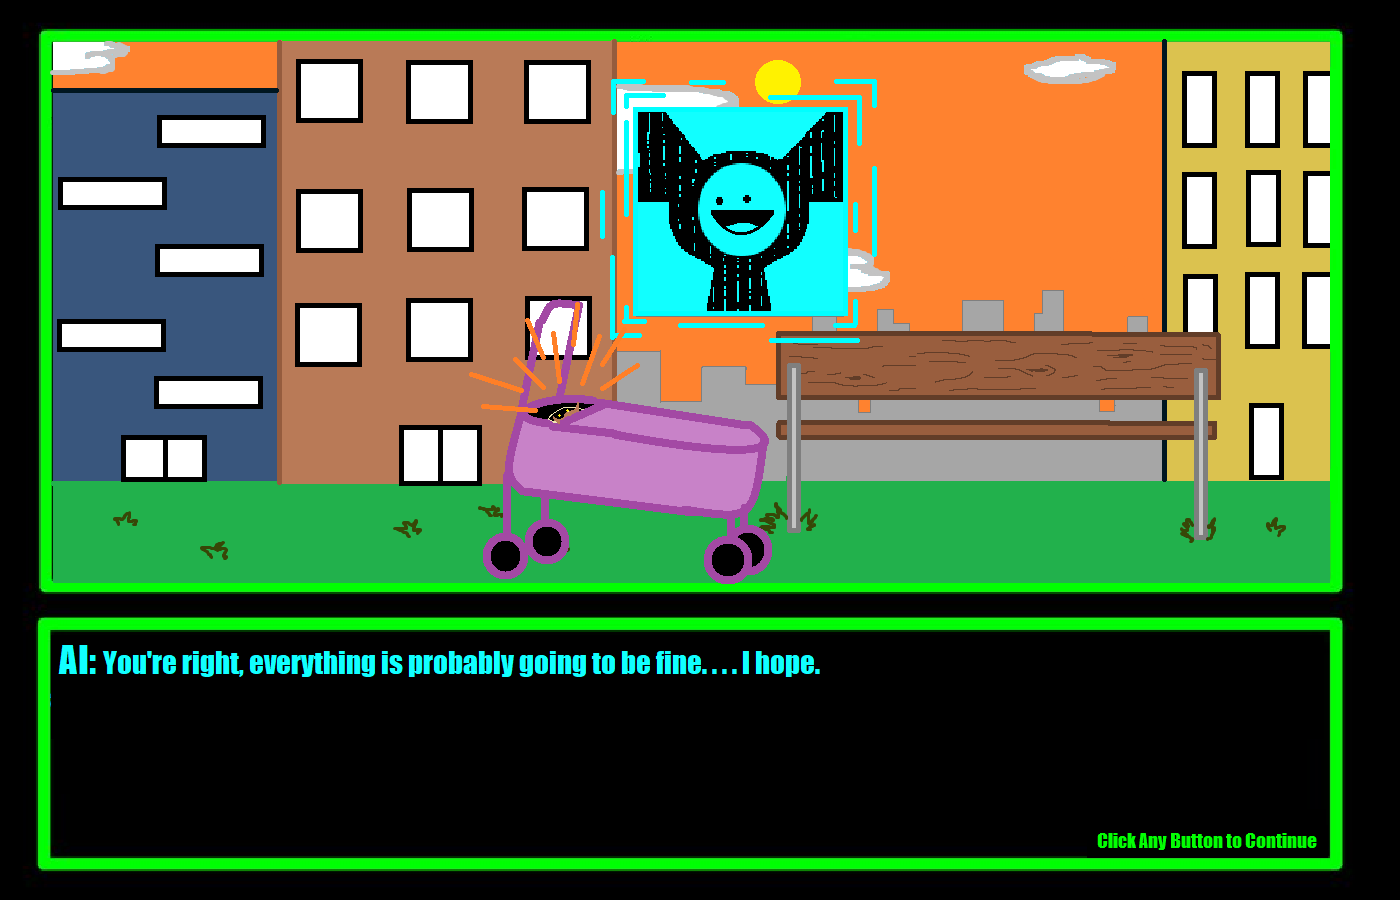 AI: You're right, everything is probably going to be fine. . . . I hope.
Click Any Button to Continue